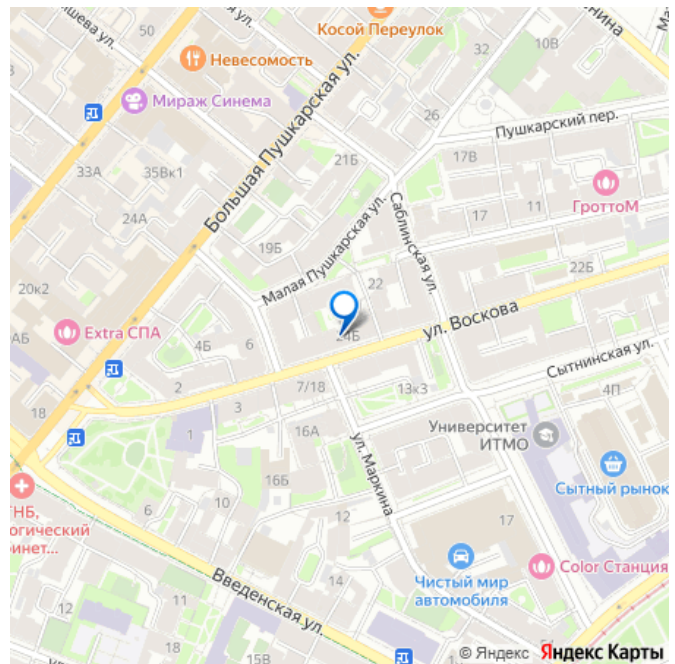 50
Косой Переулок
Невесомость
32
10В
Мираж Синема
Большая Пушкарская ул.
26
Пушкарский пер.
33А
35Вк1
21Б
17В
ГроттоМ
24А
Саблинская ул.
17
11
19Б
Малая Пушкарская ул.
22
22Б
20к2
Extra СПА
4Б
6
24Б
ул. Воскова
Сытнинская ул.
18
2
3
7/18
13к3
4П
1
16А
Университет
ИТМО
ул. Маркина
Сытный рынок
16Б
6
10
12
17
Чистый мир
автомобиля
Color Станция
14
Введенская ул.
11
18
15В
© Яндекс Яндекс Карты